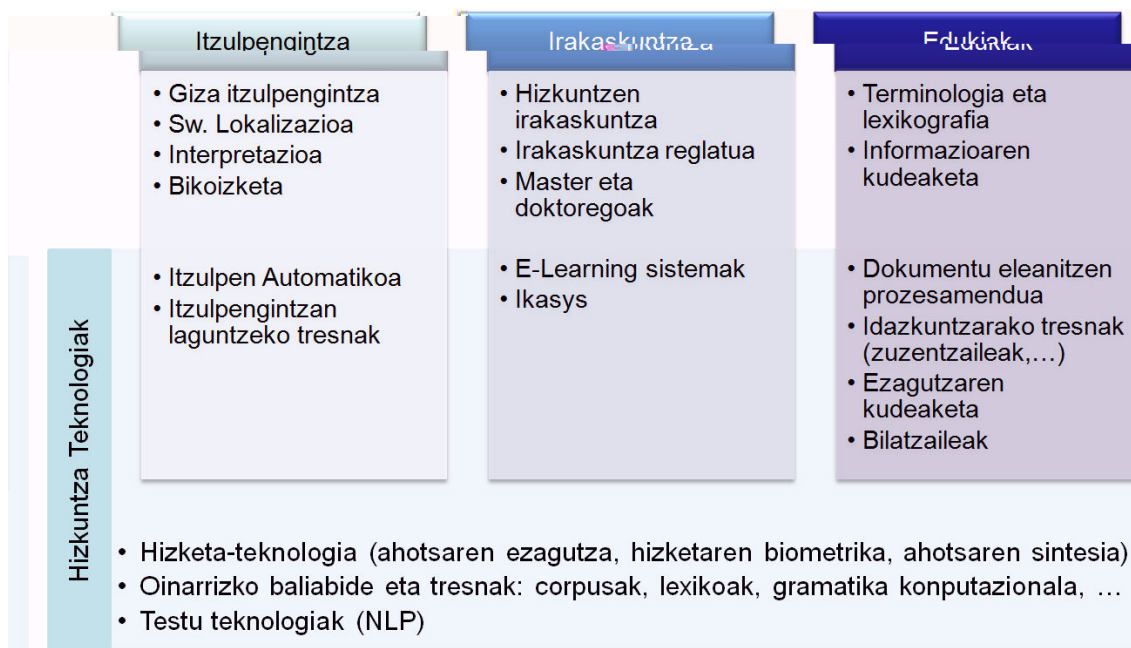 Itzulpengintza
Irakaskuntza
Edukiak
• Giza itzulpengintza
• Sw. Lokalizazioa
• Interpretazioa
• Bikoizketa
• Itzulpen Automatikoa
• Itzulpengintzan
laguntzeko tresnak
• Hizkuntzen
irakaskuntza
• Irakaskuntza reglatua
• Master eta
doktoregoak
• E-Learning sistemak
• Ikasys
• Terminologia eta
lexikografia
• Informazioaren
kudeaketa
• Dokumentu eleanitzen
prozesamendua
• Idazkuntzarako tresnak
(zuzentzaileak,…)
• Ezagutzaren
kudeaketa
• Bilatzaileak
Hizkuntza Teknologiak
• Hizketa-teknologia (ahotsaren ezagutza, hizketaren biometrika, ahotsaren sintesia)
• Oinarrizko baliabide eta tresnak: corpusak, lexikoak, gramatika konputazionala, …
• Testu teknologiak (NLP)